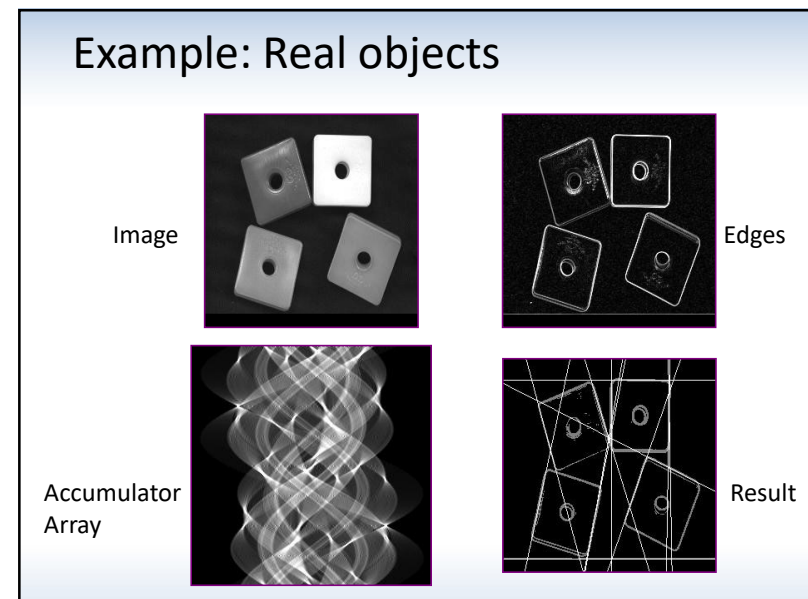 Example: Real objects
Image
Edges
Accumulator
Array
Result